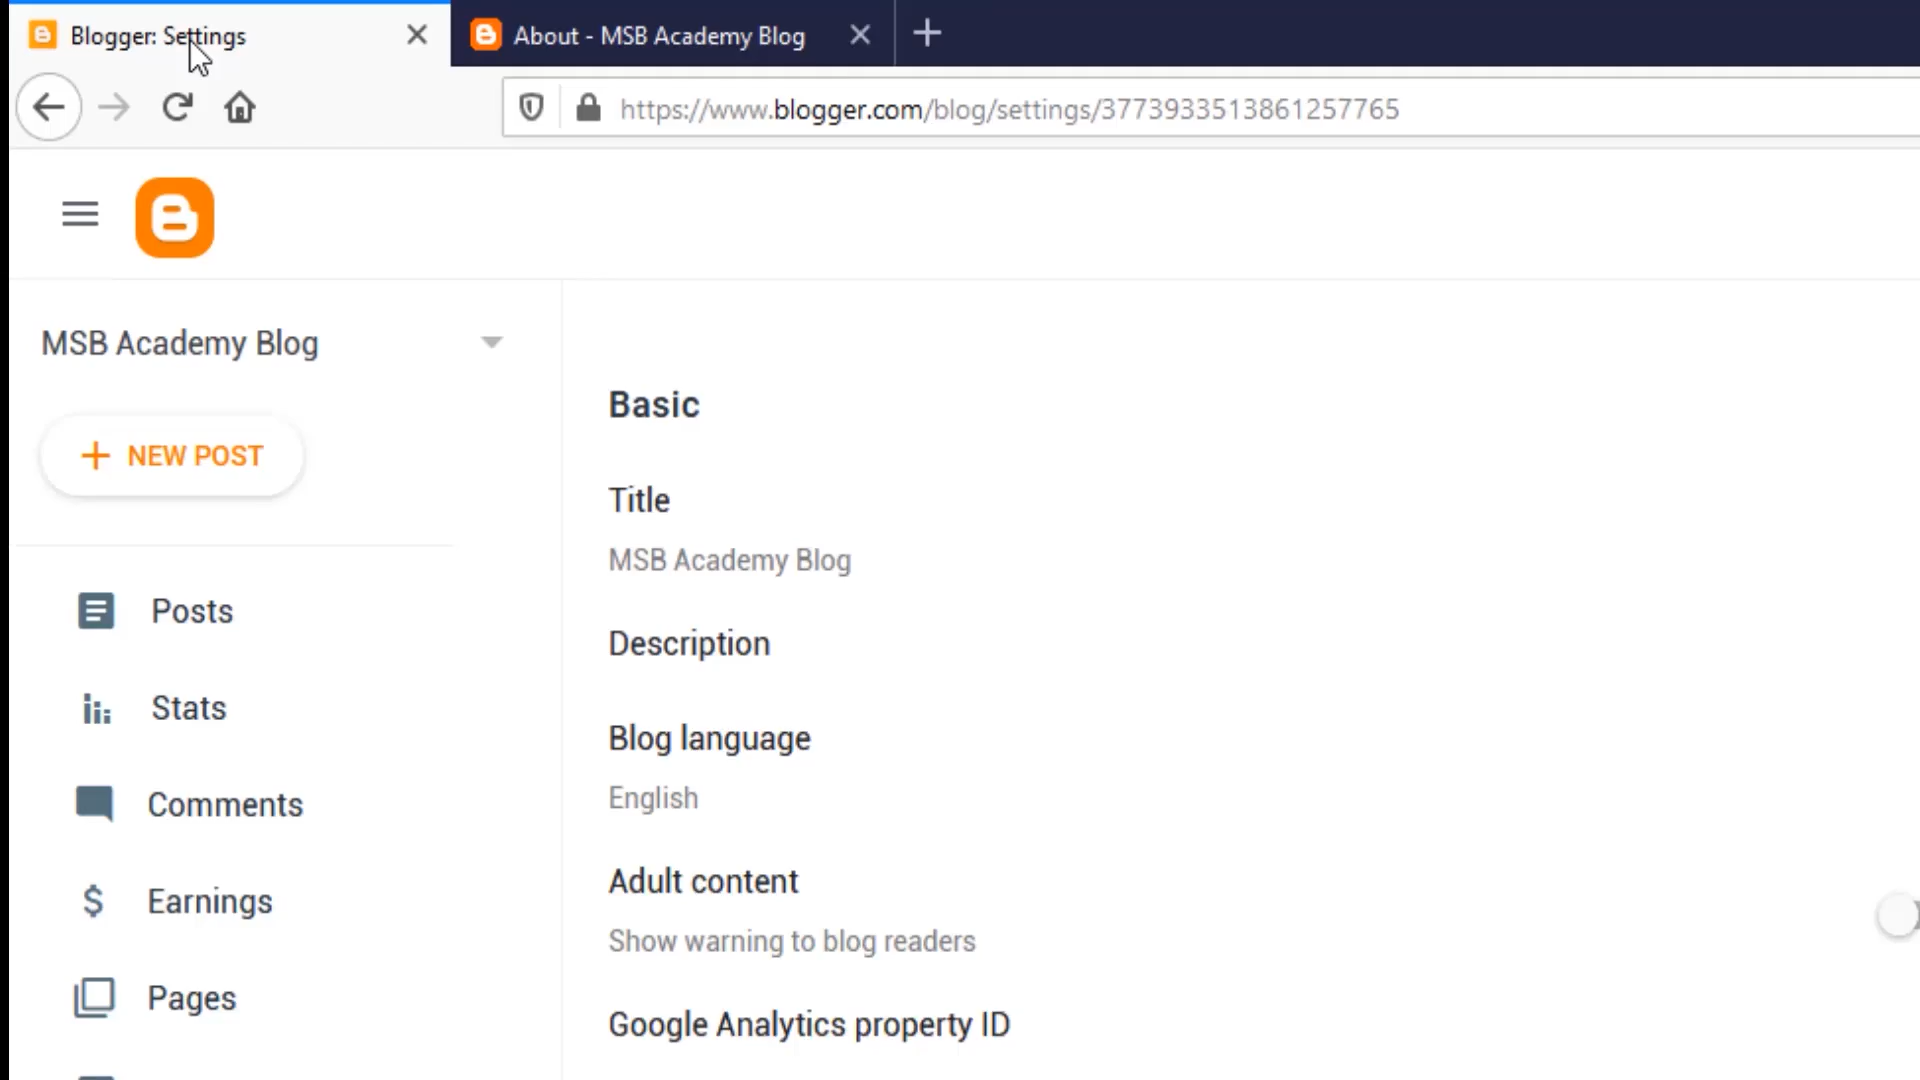 Blogger: Settings
About - MSB Academy Blog
https://www.blogger.com/blog/settings/3773933513861257765
MSB Academy Blog
NEW POST
Posts
Stats
Comments
Earnings
Pages
Basic
Title
MSB Academy Blog
Description
Blog language
English
Adult content
Show warning to blog readers
Google Analytics property ID